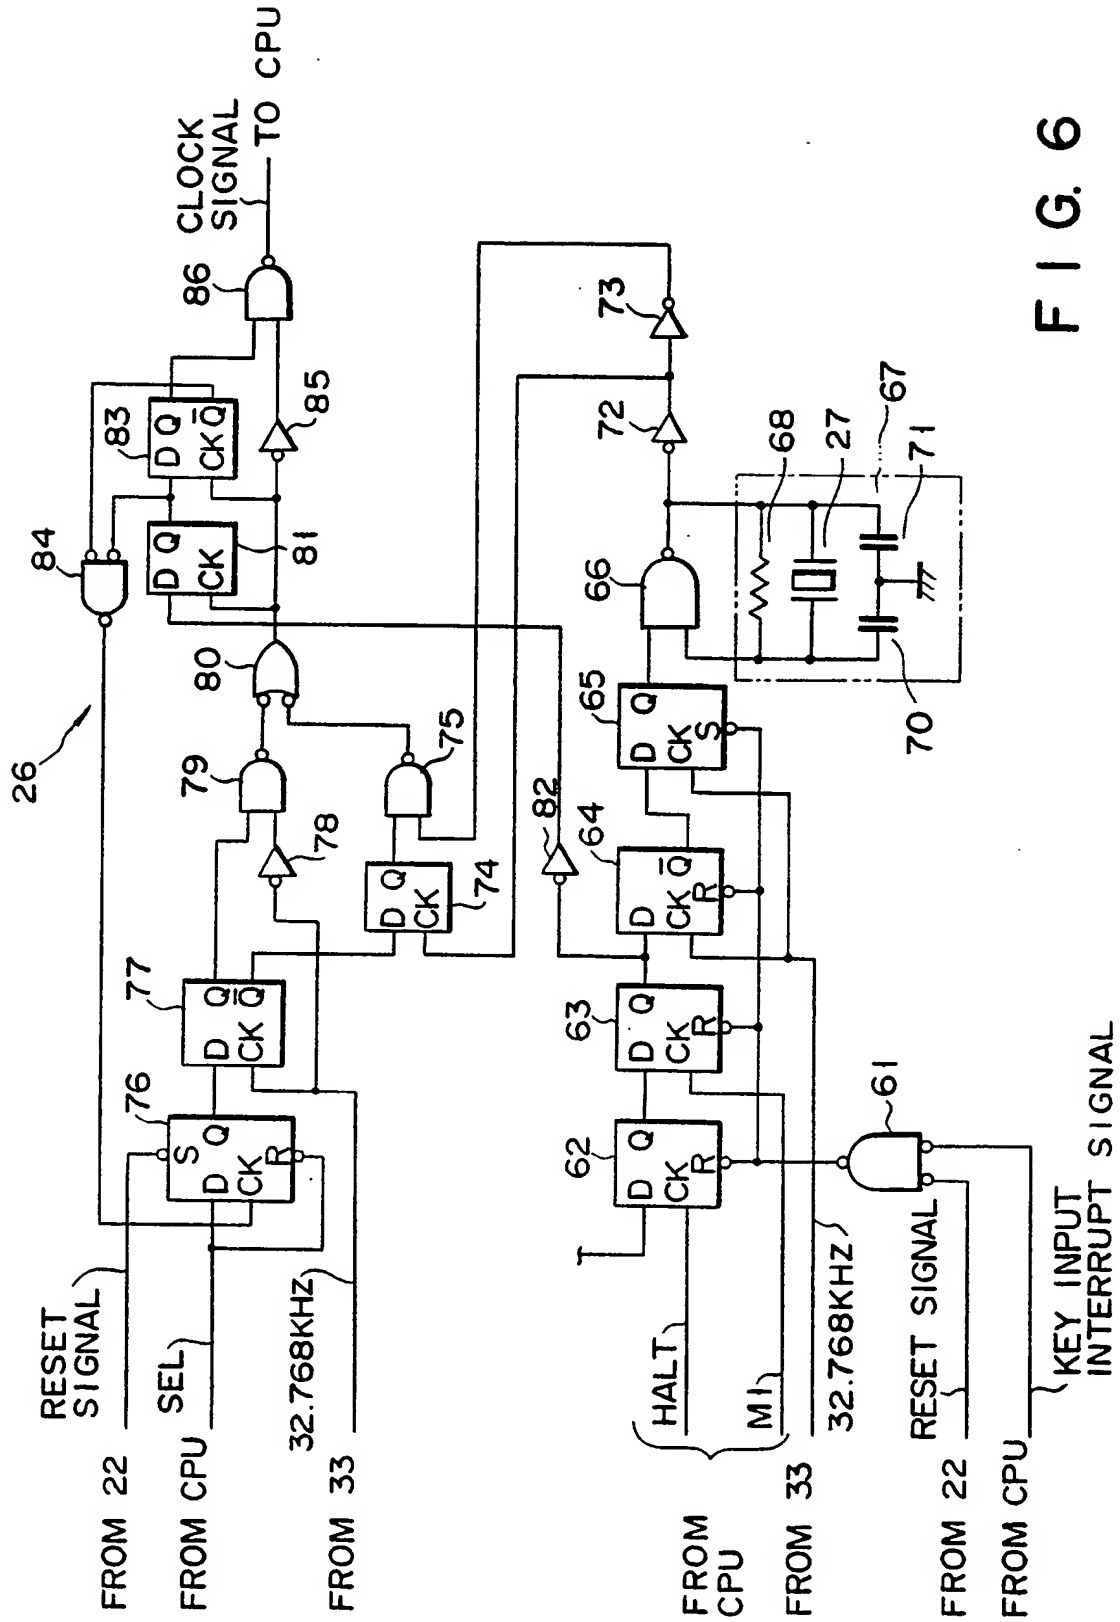 FROM 22
RESET
SIGNAL
FROM CPU
SEL
FROM 33
32.768KHZ
76
S
D Q
CK
R
77
D Q
CK Q̅
78
79
80
26
84
81
D Q
CK
83
D Q
CK Q̅
85
86
CLOCK
SIGNAL
TO CPU
74
D Q
CK
75
82
FROM
CPU
HALT
M1
FROM 33
32.768KHZ
62
D Q
CK
R
63
D Q
CK
R
64
D
CK Q̅
R
65
D Q
CK
S
66
72
73
68
27
67
71
70
61
FROM 22
RESET SIGNAL
FROM CPU
KEY INPUT
INTERRUPT SIGNAL
FIG. 6